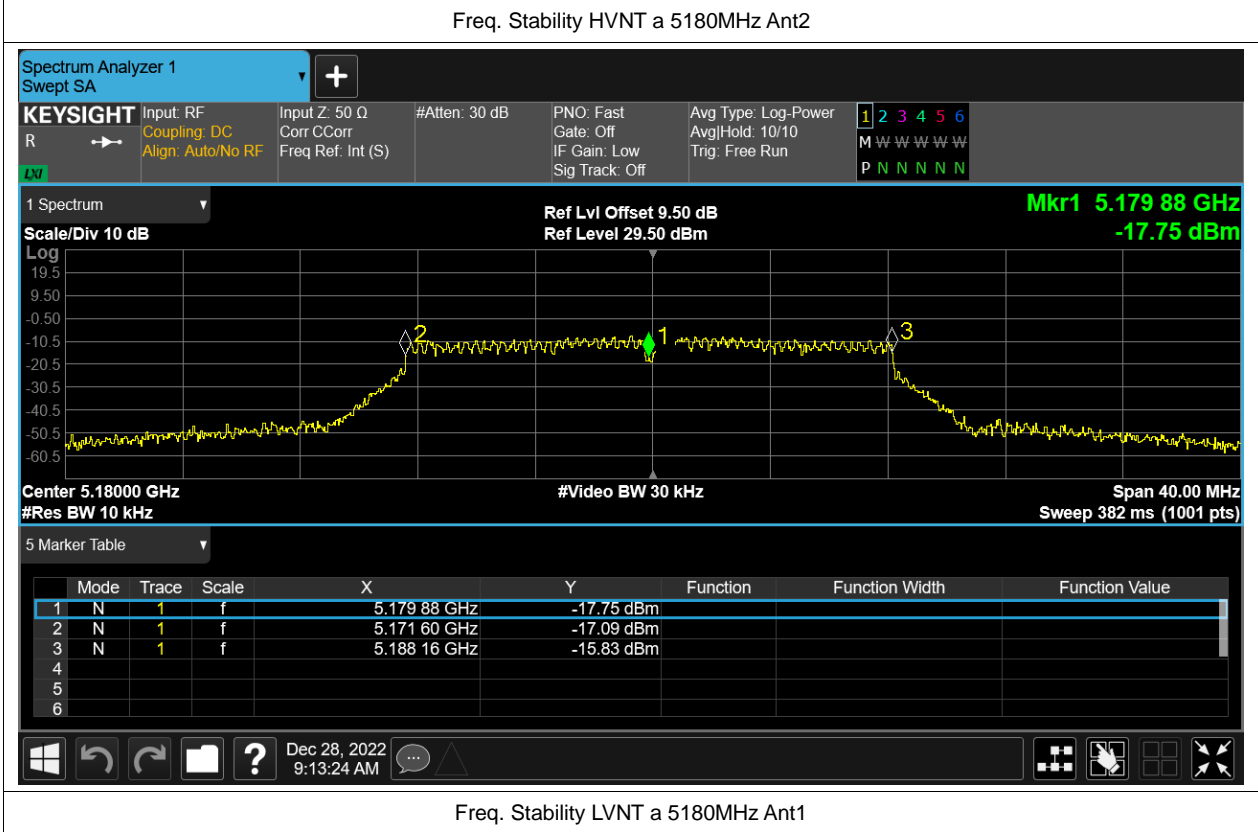 Freq. Stability HVNT a 5180MHz Ant2
Spectrum Analyzer 1
Swept SA
+
KEYSIGHT
R
LXI
Input: RF
Coupling: DC
Align: Auto/No RF
Input Z: 50 Ω
Corr CCorr
Freq Ref: Int (S)
#Atten: 30 dB
PNO: Fast
Gate: Off
IF Gain: Low
Sig Track: Off
Avg Type: Log-Power
Avg|Hold: 10/10
Trig: Free Run
1 2 3 4 5 6
M W W W W W
P N N N N N
1 Spectrum
Scale/Div 10 dB
Ref Lvl Offset 9.50 dB
Ref Level 29.50 dBm
Mkr1 5.179 88 GHz
-17.75 dBm
Log
19.5
9.50
-0.50
-10.5
-20.5
-30.5
-40.5
-50.5
-60.5
2
1
3
Center 5.18000 GHz
#Video BW 30 kHz
Span 40.00 MHz
#Res BW 10 kHz
Sweep 382 ms (1001 pts)
5 Marker Table
Mode Trace Scale X Y Function Function Width Function Value
1 N 1 f 5.179 88 GHz -17.75 dBm
2 N 1 f 5.171 60 GHz -17.09 dBm
3 N 1 f 5.188 16 GHz -15.83 dBm
4
5
6
?
Dec 28, 2022
9:13:24 AM
Freq. Stability LVNT a 5180MHz Ant1